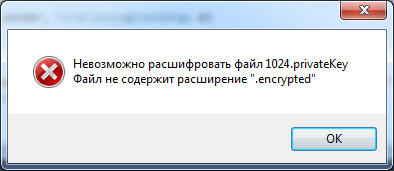 Невозможно расшифровать файл 1024.privateKey
Файл не содержит расширение ".encrypted"
OK